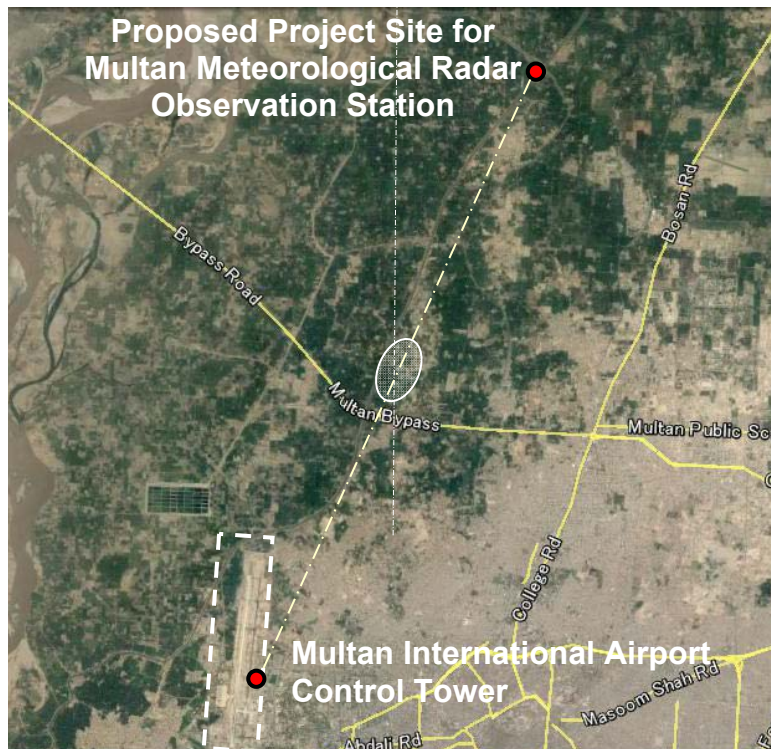 Proposed Project Site for
Multan Meteorological Radar
Observation Station
Bosan Rd
Bypass Road
Multan Bypass
Multan Public Sc
College Rd
Multan International Airport
Control Tower
Masoom Shah Rd
Abdali Rd